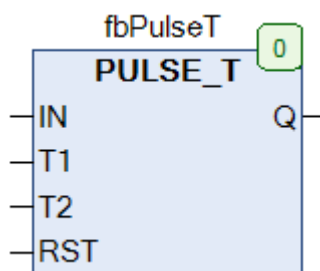 fbPulseT
0
PULSE_T
IN Q
T1
T2
RST